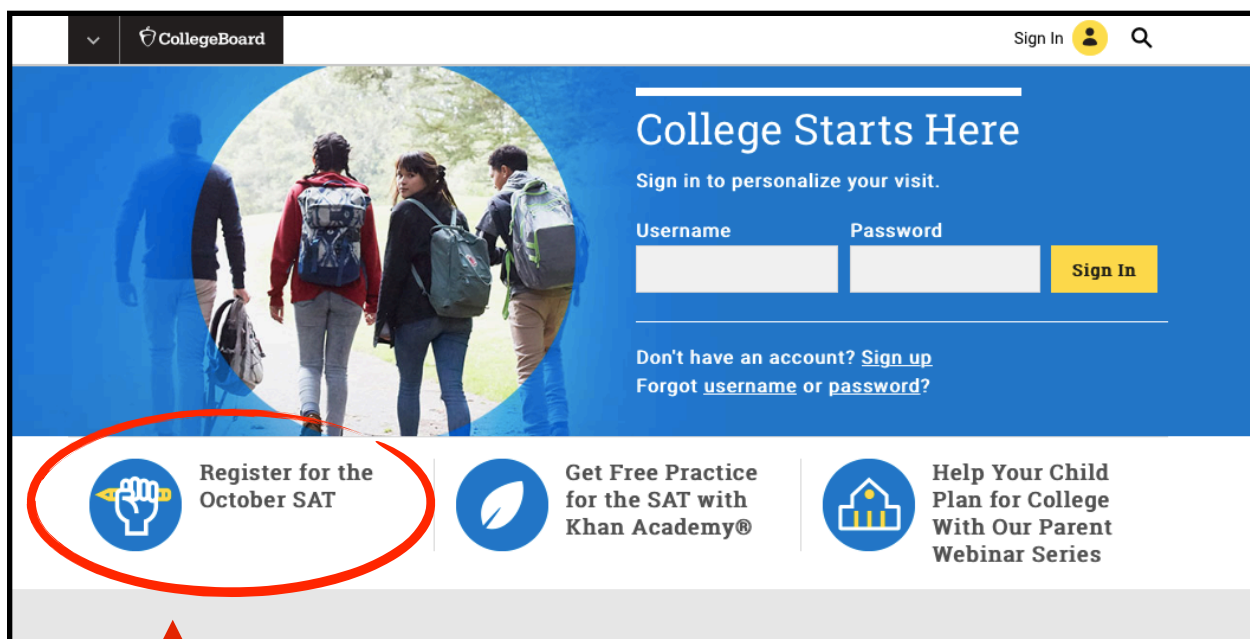 CollegeBoard
Sign In
College Starts Here
Sign in to personalize your visit.
Username
Password
Sign In
Don't have an account? Sign up
Forgot username or password?
Register for the
October SAT
Get Free Practice
for the SAT with
Khan Academy®
Help Your Child
Plan for College
With Our Parent
Webinar Series